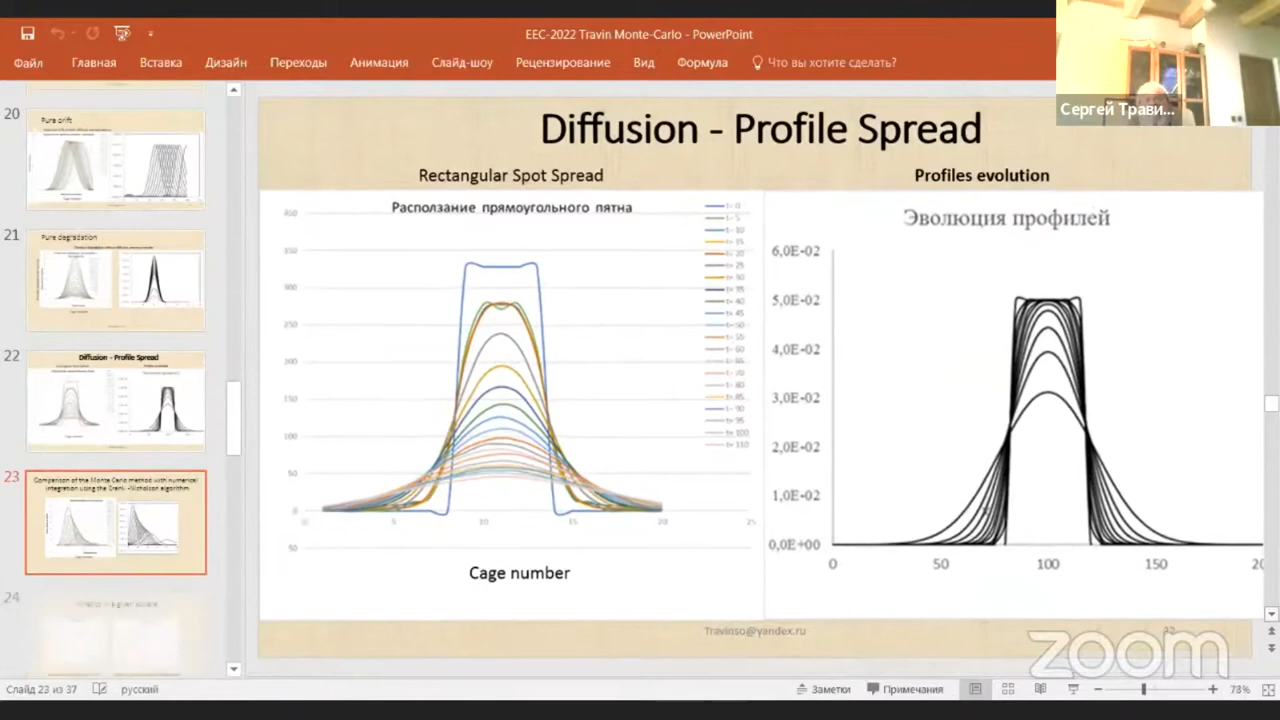 EEC-2022 Travin Monte-Carlo - PowerPoint
Файл Главная Вставка Дизайн Переходы Анимация Слайд-шоу Рецензирование Вид Формула Что вы хотите сделать?
Сергей Трави...
20
Pure drift
21
Pure degradation
22
Diffusion - Profile Spread
23
Comparison of the Monte Carlo method with numerical
integration using the Crank-Nicholson algorithm
24
Diffusion - Profile Spread
Rectangular Spot Spread
Profiles evolution
Расползание прямоугольного пятна
Эволюция профилей
350
300
250
200
150
100
50
0
50
0 5 10 15 20 25
Cage number
6,0E-02
5,0E-02
4,0E-02
3,0E-02
2,0E-02
1,0E-02
0,0E+00
0 50 100 150 20
Travinso@yandex.ru
zoom
Слайд 23 из 37 русский
Заметки Примечания 78%